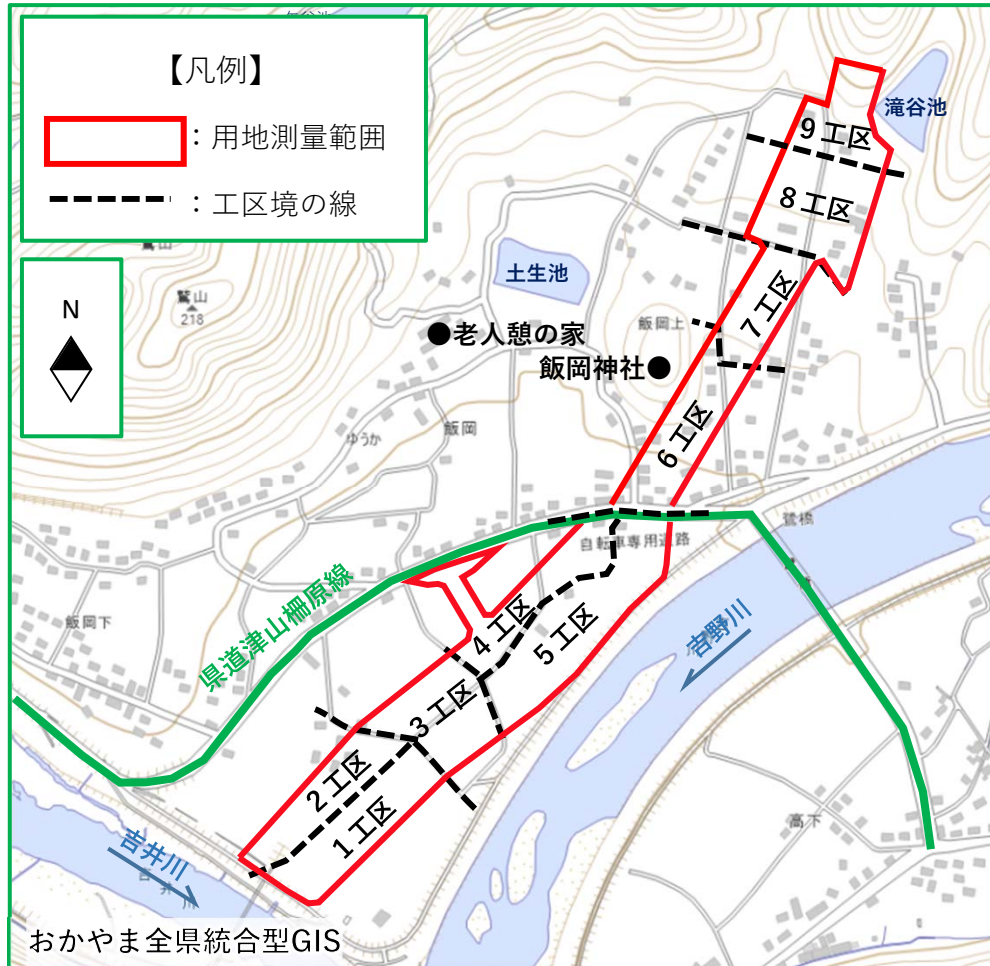 【凡例】
：用地測量範囲
：工区境の線
N
滝谷池
9工区
8工区
7工区
6工区
土生池
鷲山
218
飯岡上
●老人憩の家
飯岡神社●
飯岡
ゆうか
自転車専用道路
鷺橋
県道津山柵原線
飯岡下
4工区
5工区
3工区
2工区
1工区
吉野川
吉井川
高下
おかやま全県統合型GIS